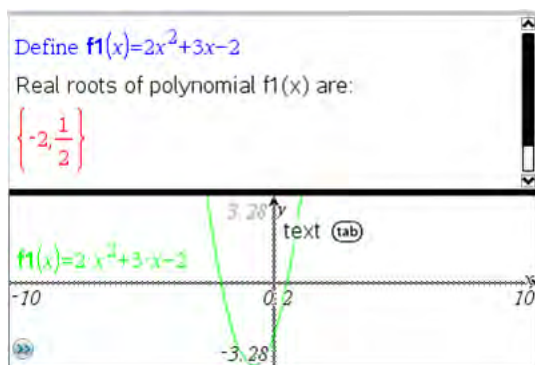 Define f1(x)=2x²+3x−2
Real roots of polynomial f1(x) are:
{-2,1/2}
3.28 y
text tab
f1(x)=2·x²+3·x−2
x
-10 0.2 10
-3.28